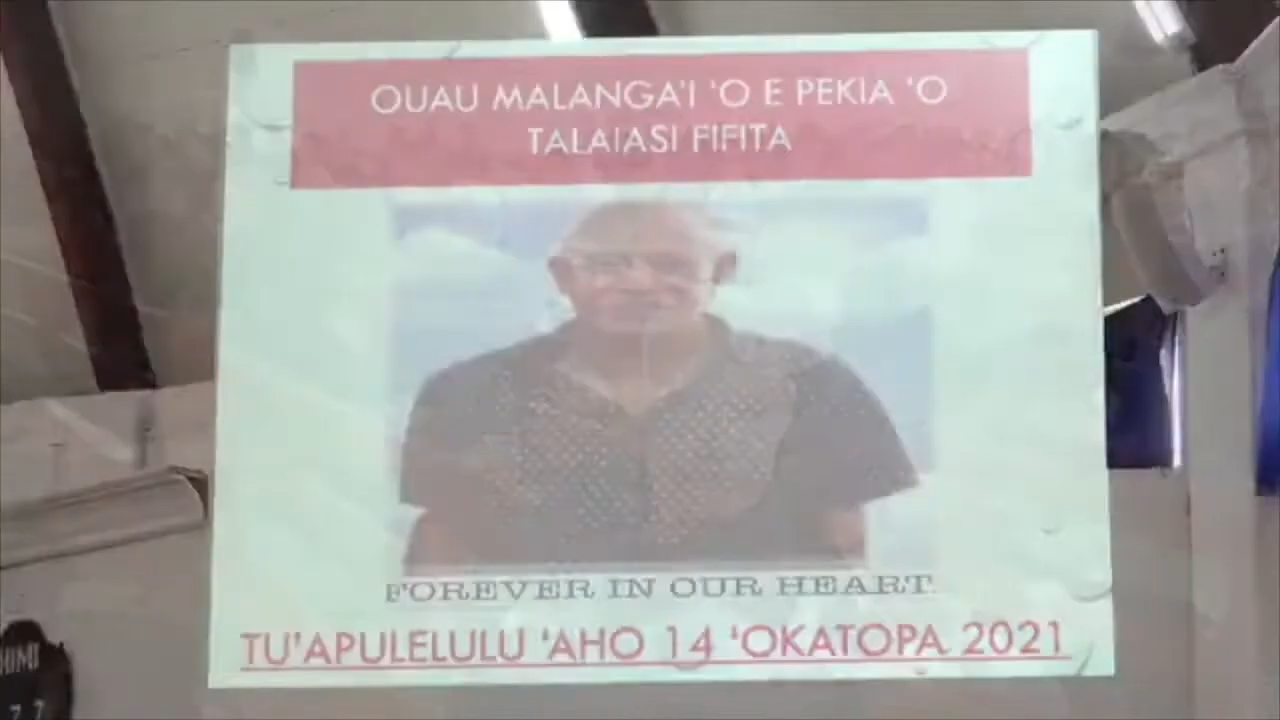 OUAU MALANGA'I 'O E PEKIA 'O
TALAIASI FIFITA
FOREVER IN OUR HEART.
TU'APULELULU 'AHO 14 'OKATOPA 2021